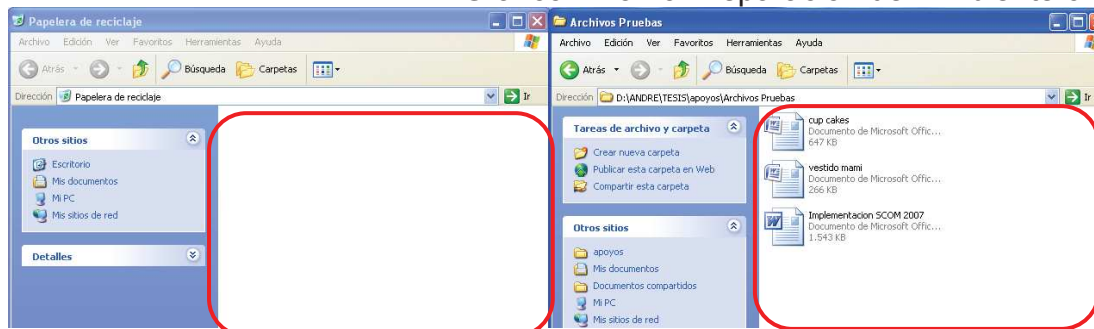 Papelera de reciclaje
Archivo Edición Ver Favoritos Herramientas Ayuda
Atrás Búsqueda Carpetas
Dirección Papelera de reciclaje Ir
Otros sitios
Escritorio
Mis documentos
Mi PC
Mis sitios de red
Detalles
Archivos Pruebas
Archivo Edición Ver Favoritos Herramientas Ayuda
Atrás Búsqueda Carpetas
Dirección D:\ANDRE\TESIS\apoyos\Archivos Pruebas Ir
Tareas de archivo y carpeta
Crear nueva carpeta
Publicar esta carpeta en Web
Compartir esta carpeta
Otros sitios
apoyos
Mis documentos
Documentos compartidos
Mi PC
Mis sitios de red
cup cakes
Documento de Microsoft Offic...
647 KB
vestido mami
Documento de Microsoft Offic...
266 KB
Implementacion SCOM 2007
Documento de Microsoft Offic...
1.543 KB